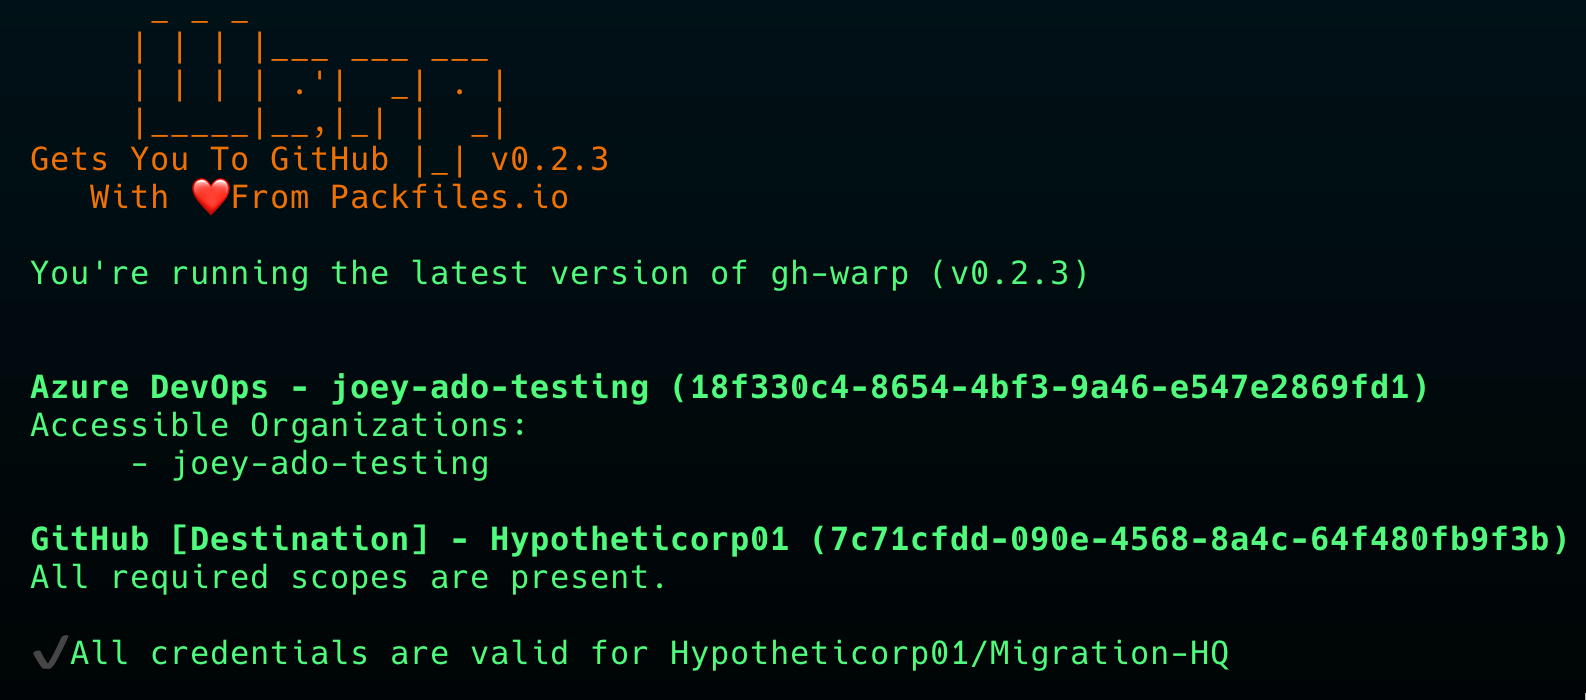 _ _ _
     | | | |___ ___ ___
     | | | | .'|  _| . |
     |_____|__,|_| |  _|
Gets You To GitHub |_| v0.2.3
   With ❤️From Packfiles.io
You're running the latest version of gh-warp (v0.2.3)
Azure DevOps - joey-ado-testing (18f330c4-8654-4bf3-9a46-e547e2869fd1)
Accessible Organizations:
     - joey-ado-testing
GitHub [Destination] - Hypotheticorp01 (7c71cfdd-090e-4568-8a4c-64f480fb9f3b)
All required scopes are present.
✔️All credentials are valid for Hypotheticorp01/Migration-HQ